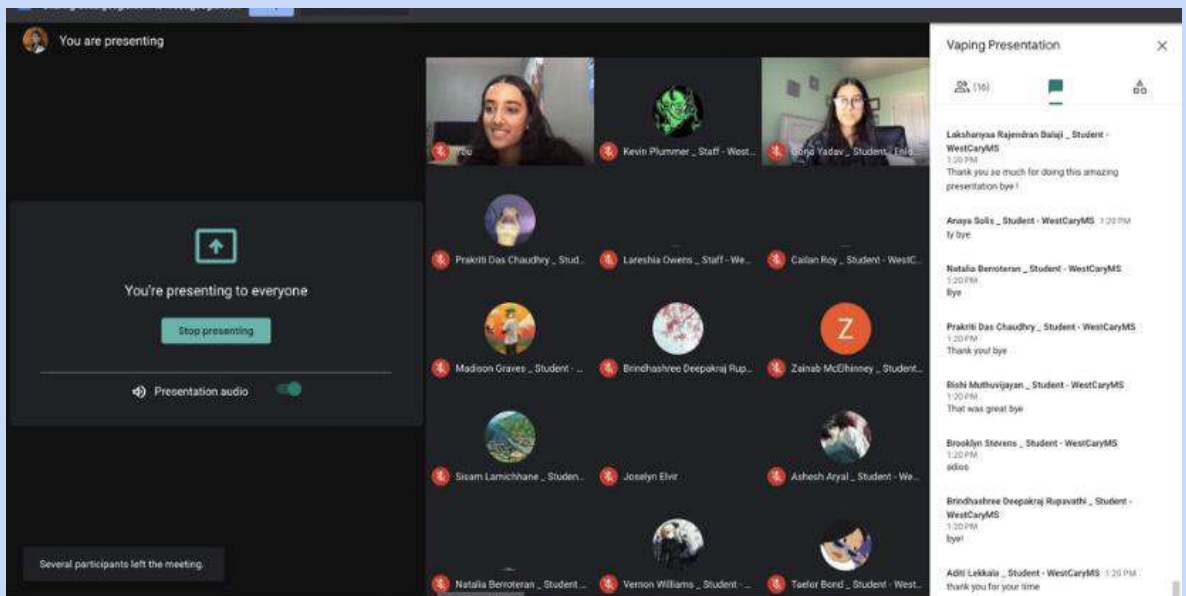 You are presenting
You're presenting to everyone
Stop presenting
Presentation audio
Several participants left the meeting.
You
Kevin Plummer _ Staff - West...
Yadav _ Student - Enlo...
Prakriti Das Chaudhry _ Stud...
Lareshia Owens _ Staff - We...
Cailan Roy _ Student - WestC...
Madison Graves _ Student - ...
Brindhashree Deepakraj Rup...
Zainab McElhinney _ Student...
Z
Sisam Lamichhane _ Studen...
Joselyn Elvir
Ashesh Aryal _ Student - We...
Natalia Berroteran _ Student ...
Vernon Williams _ Student - ...
Taelor Bond _ Student - West...
Vaping Presentation
(16)
Lakshanyaa Rajendran Balaji _ Student -
WestCaryMS
1:20 PM
Thank you so much for doing this amazing
presentation bye !
Anaya Solis _ Student - WestCaryMS 1:20 PM
ty bye
Natalia Berroteran _ Student - WestCaryMS
1:20 PM
Bye
Prakriti Das Chaudhry _ Student - WestCaryMS
1:20 PM
Thank you! bye
Rishi Muthuvijayan _ Student - WestCaryMS
1:20 PM
That was great bye
Brooklyn Stevens _ Student - WestCaryMS
1:20 PM
adios
Brindhashree Deepakraj Rupavathi _ Student -
WestCaryMS
1:20 PM
bye!
Aditi Lekkala _ Student - WestCaryMS 1:20 PM
thank you for your time